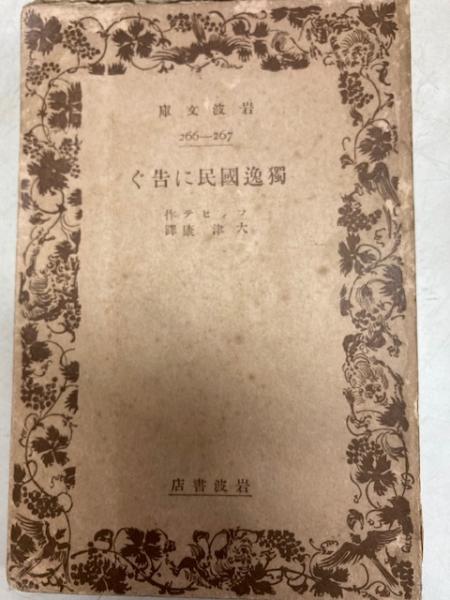 岩波文庫
266—267
獨逸國民に告ぐ
フィヒテ作
大津康譯
岩波書店